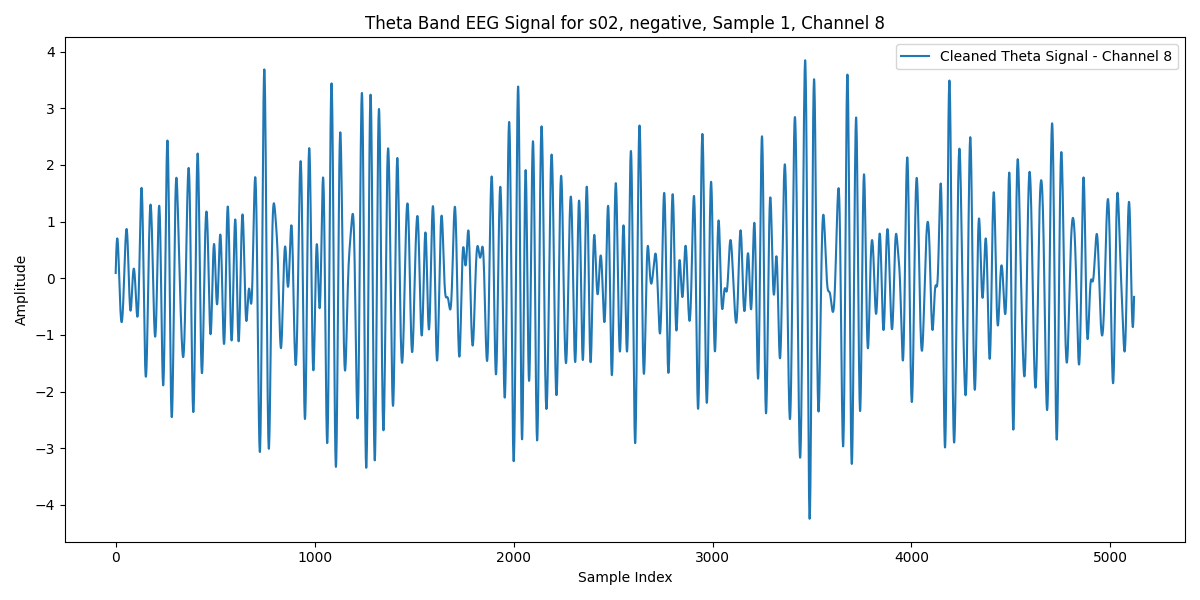 Theta Band EEG Signal for s02, negative, Sample 1, Channel 8
Cleaned Theta Signal - Channel 8
4
3
2
1
0
−1
−2
−3
−4
Amplitude
0 1000 2000 3000 4000 5000
Sample Index